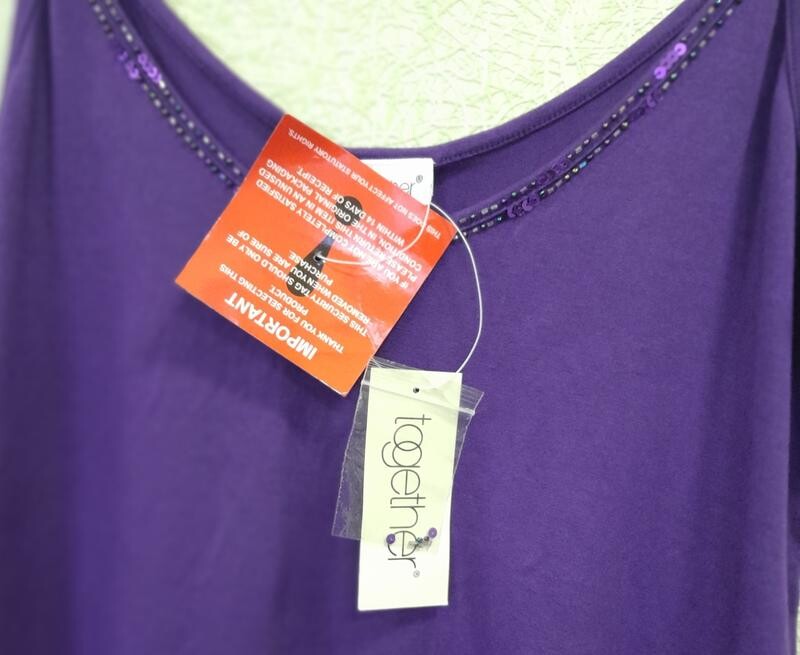 IMPORTANT
THANK YOU FOR SELECTING THIS
PRODUCT.
THIS SECURITY TAG SHOULD ONLY BE
REMOVED WHEN YOU ARE SURE OF
PURCHASE.
IF YOU ARE NOT COMPLETELY SATISFIED
PLEASE RETURN THIS ITEM IN AN UNUSED
CONDITION, IN THE ORIGINAL PACKAGING
WITHIN 14 DAYS OF RECEIPT.
THIS DOES NOT AFFECT YOUR STATUTORY RIGHTS.
together®